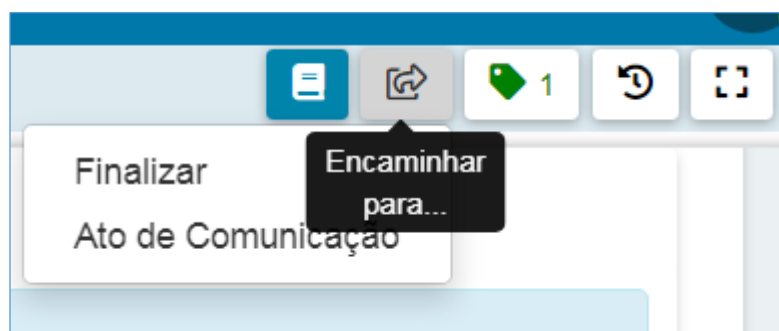 1
Encaminhar
para...
Finalizar
Ato de Comunicação